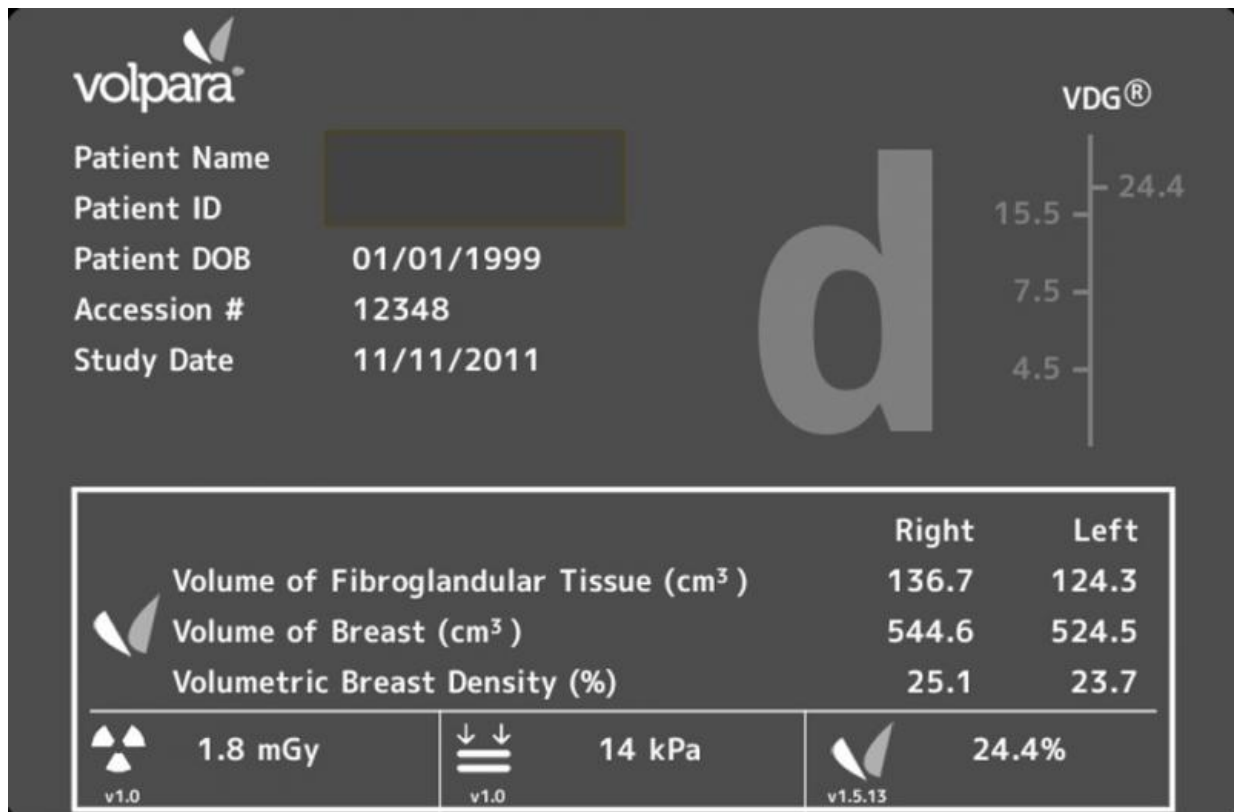 volpara®
VDG®
Patient Name
Patient ID
Patient DOB 01/01/1999
Accession # 12348
Study Date 11/11/2011
d
24.4
15.5
7.5
4.5
Right Left
Volume of Fibroglandular Tissue (cm³) 136.7 124.3
Volume of Breast (cm³) 544.6 524.5
Volumetric Breast Density (%) 25.1 23.7
1.8 mGy 14 kPa 24.4%
v1.0 v1.0 v1.5.13